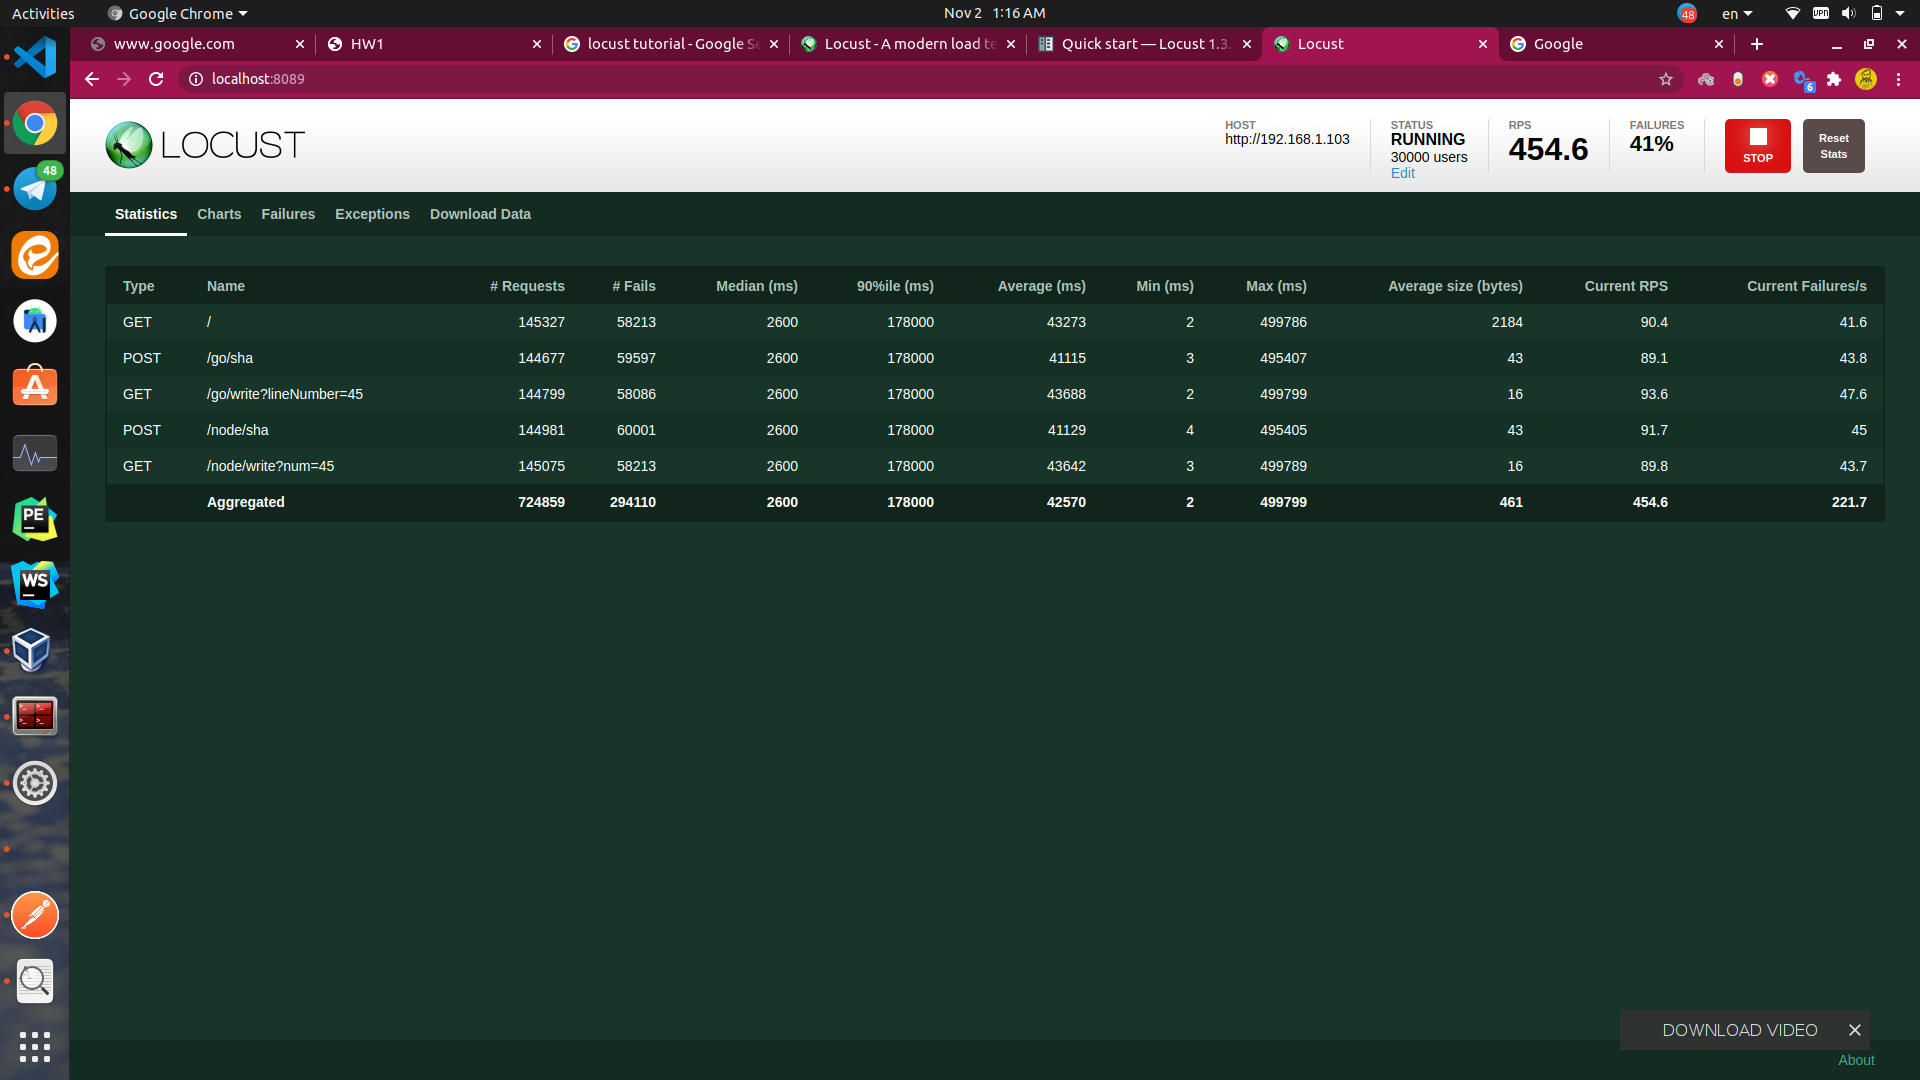 Activities Google Chrome Nov 2 1:16 AM 48 en VPN
www.google.com HW1 locust tutorial - Google Se Locust - A modern load te Quick start — Locust 1.3. Locust Google
localhost:8089 6
LOCUST
HOST
http://192.168.1.103
STATUS
RUNNING
30000 users
Edit
RPS
454.6
FAILURES
41%
STOP
Reset
Stats
Statistics Charts Failures Exceptions Download Data
Type Name # Requests # Fails Median (ms) 90%ile (ms) Average (ms) Min (ms) Max (ms) Average size (bytes) Current RPS Current Failures/s
GET / 145327 58213 2600 178000 43273 2 499786 2184 90.4 41.6
POST /go/sha 144677 59597 2600 178000 41115 3 495407 43 89.1 43.8
GET /go/write?lineNumber=45 144799 58086 2600 178000 43688 2 499799 16 93.6 47.6
POST /node/sha 144981 60001 2600 178000 41129 4 495405 43 91.7 45
GET /node/write?num=45 145075 58213 2600 178000 43642 3 499789 16 89.8 43.7
Aggregated 724859 294110 2600 178000 42570 2 499799 461 454.6 221.7
48
PE
WS
DOWNLOAD VIDEO
About